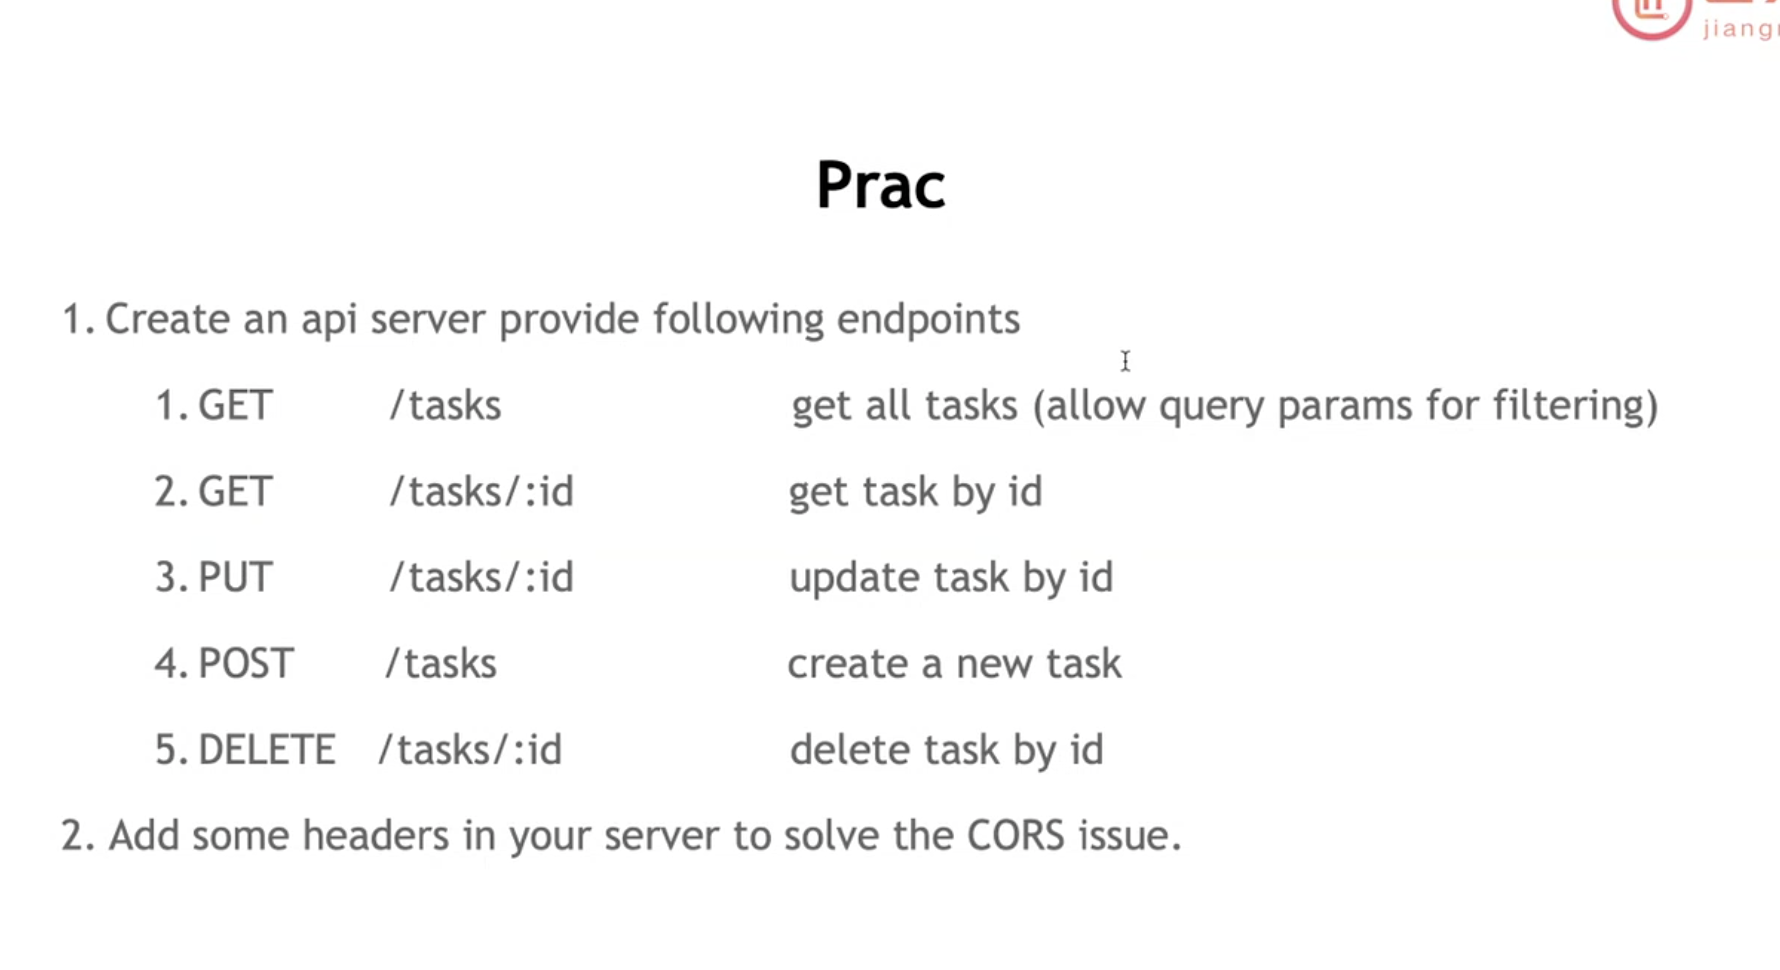 Prac
1. Create an api server provide following endpoints
1. GET /tasks get all tasks (allow query params for filtering)
2. GET /tasks/:id get task by id
3. PUT /tasks/:id update task by id
4. POST /tasks create a new task
5. DELETE /tasks/:id delete task by id
2. Add some headers in your server to solve the CORS issue.